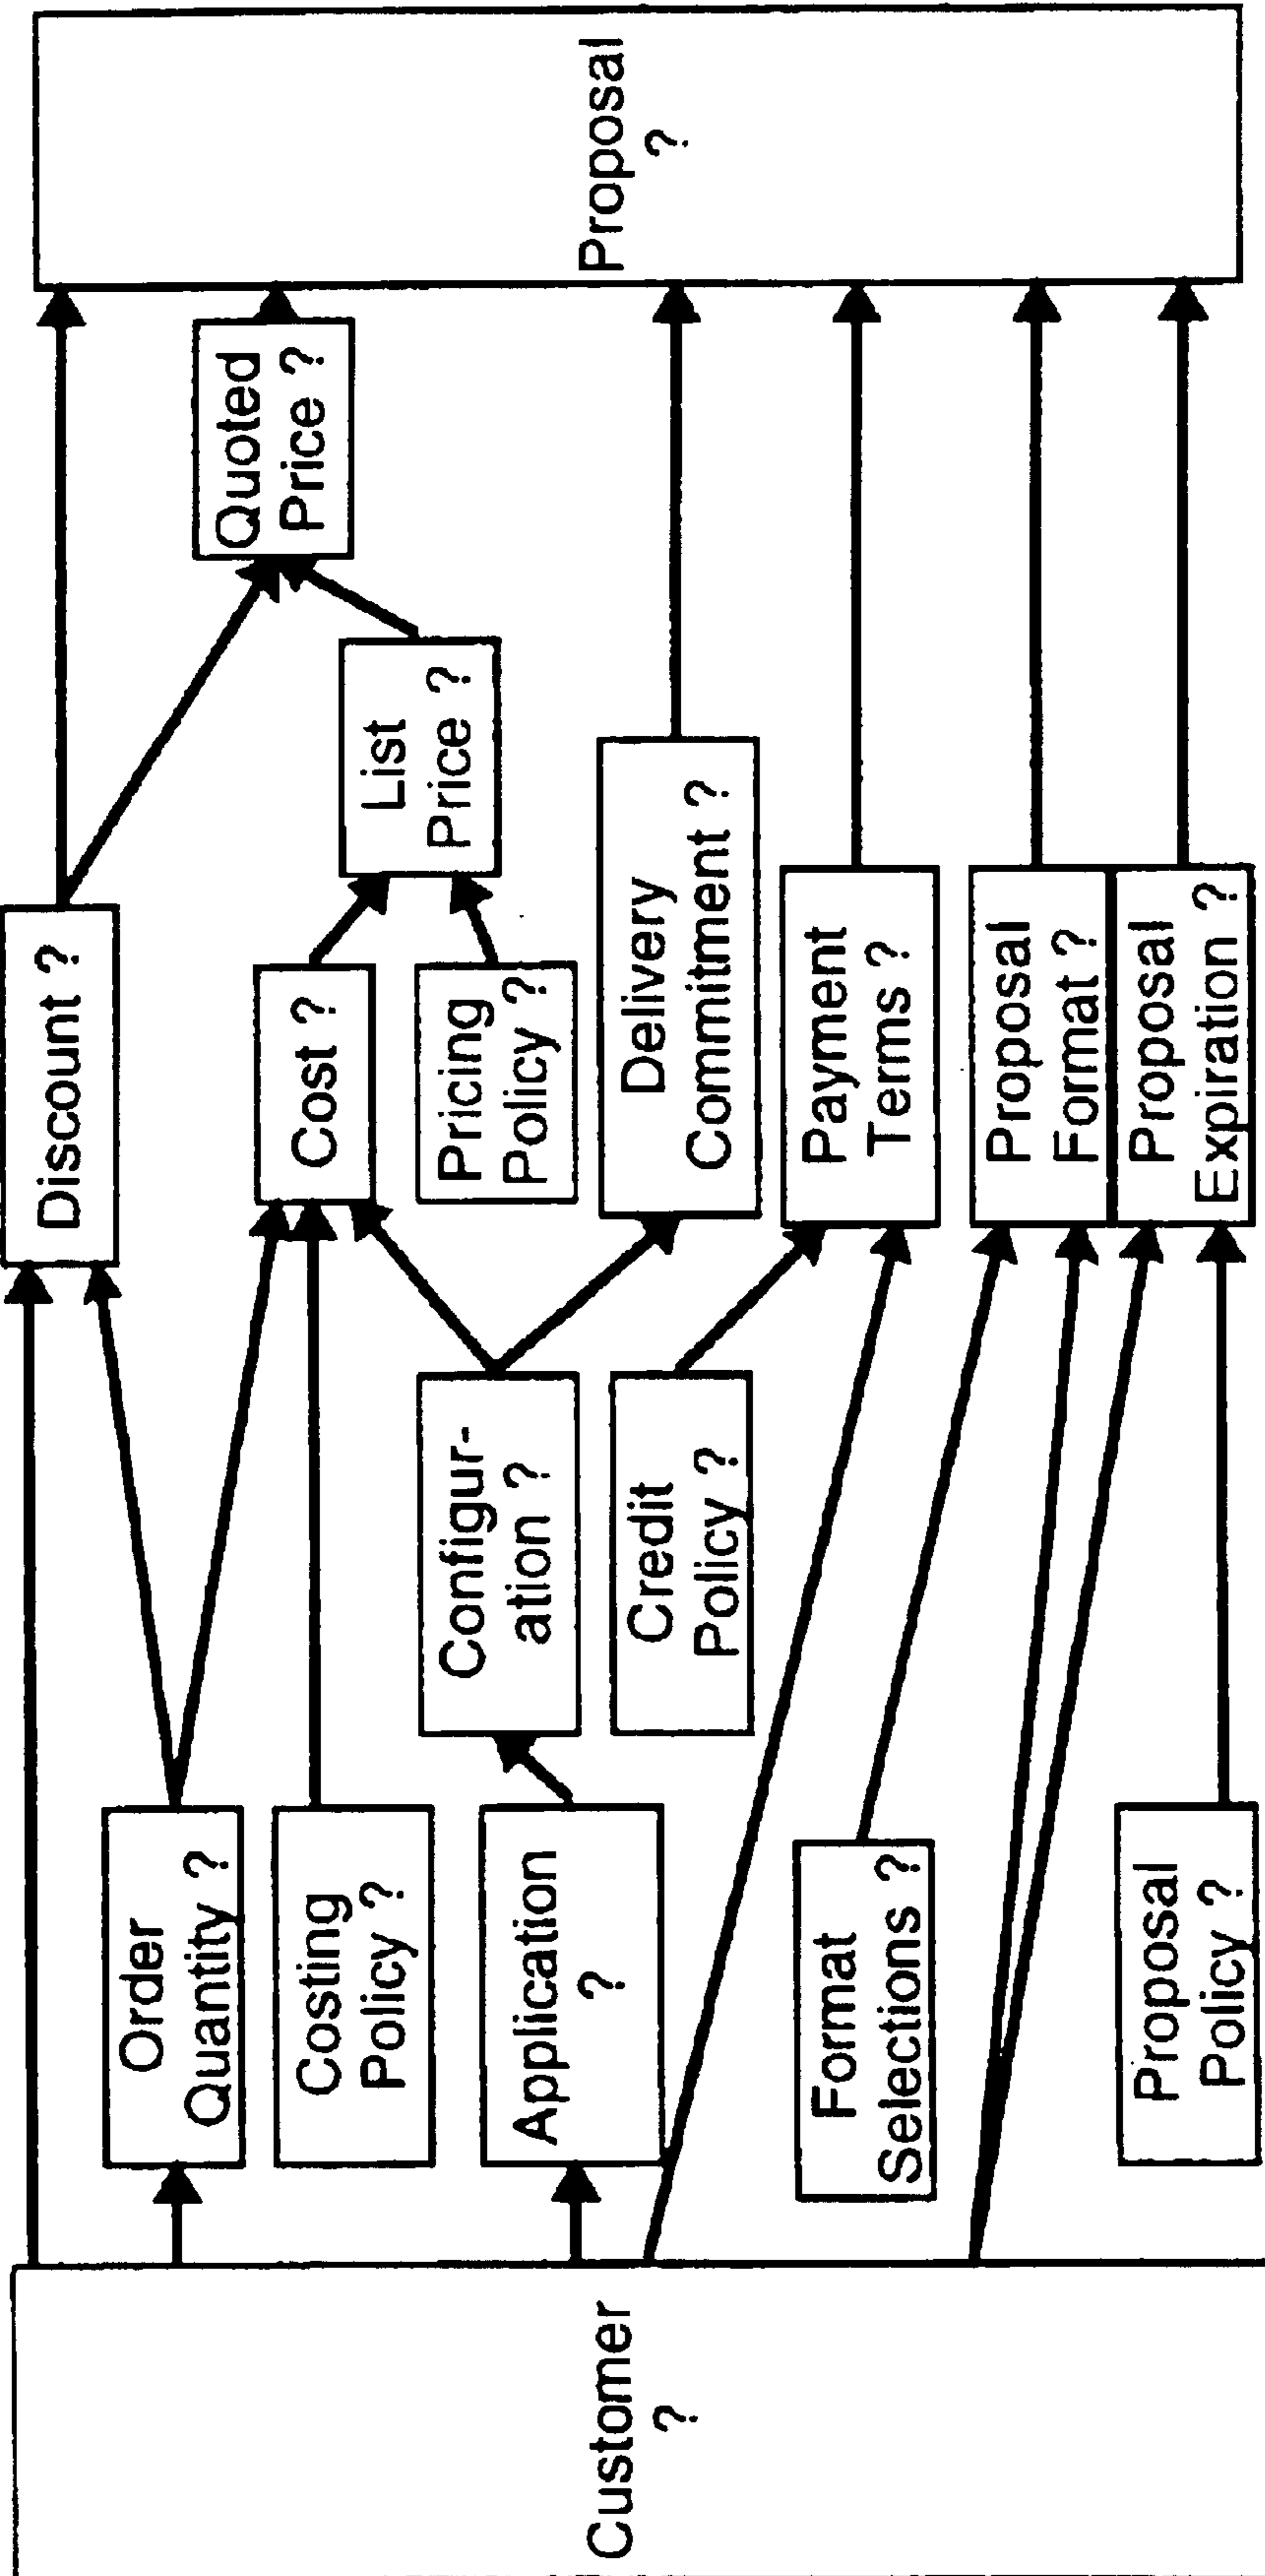 Customer
?
Order
Quantity ?
Costing
Policy ?
Application
?
Format
Selections ?
Proposal
Policy ?
Configur-
ation ?
Credit
Policy ?
Discount ?
Cost ?
Pricing
Policy ?
Delivery
Commitment ?
Payment
Terms ?
Proposal
Format ?
Proposal
Expiration ?
List
Price ?
Quoted
Price ?
Proposal
?